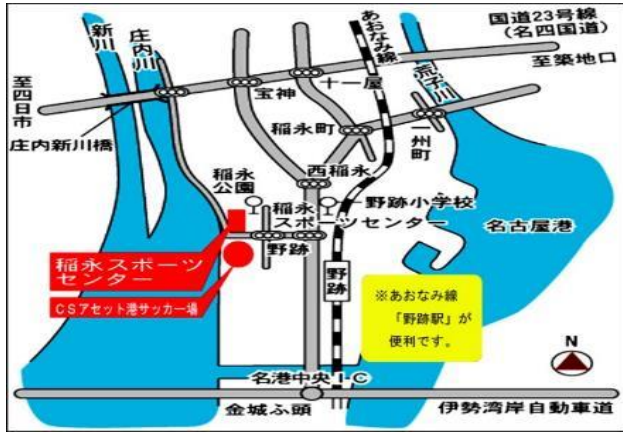 新川
庄内川
あおなみ線
国道23号線
(名四国道)
至築地口
荒子川
至四日市
十一屋
宝神
稲永町
一州町
庄内新川橋
西稲永
稲永
公園
野跡小学校
稲永
スポーツセンター
名古屋港
野跡
稲永スポーツ
センター
CSアセット港サッカー場
野跡
※あおなみ線
「野跡駅」が
便利です。
N
名港中央IC
金城ふ頭
伊勢湾岸自動車道